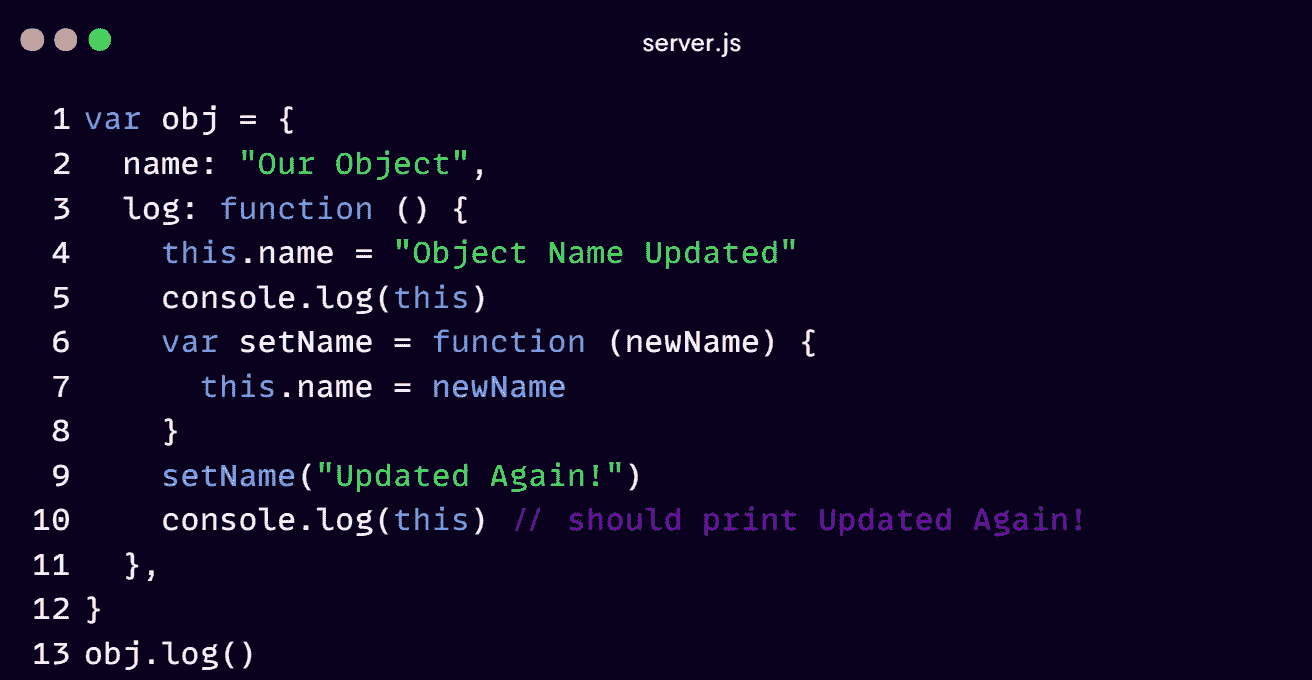 server.js
1 var obj = {
2   name: "Our Object",
3   log: function () {
4     this.name = "Object Name Updated"
5     console.log(this)
6     var setName = function (newName) {
7       this.name = newName
8     }
9     setName("Updated Again!")
10     console.log(this) // should print Updated Again!
11   },
12 }
13 obj.log()